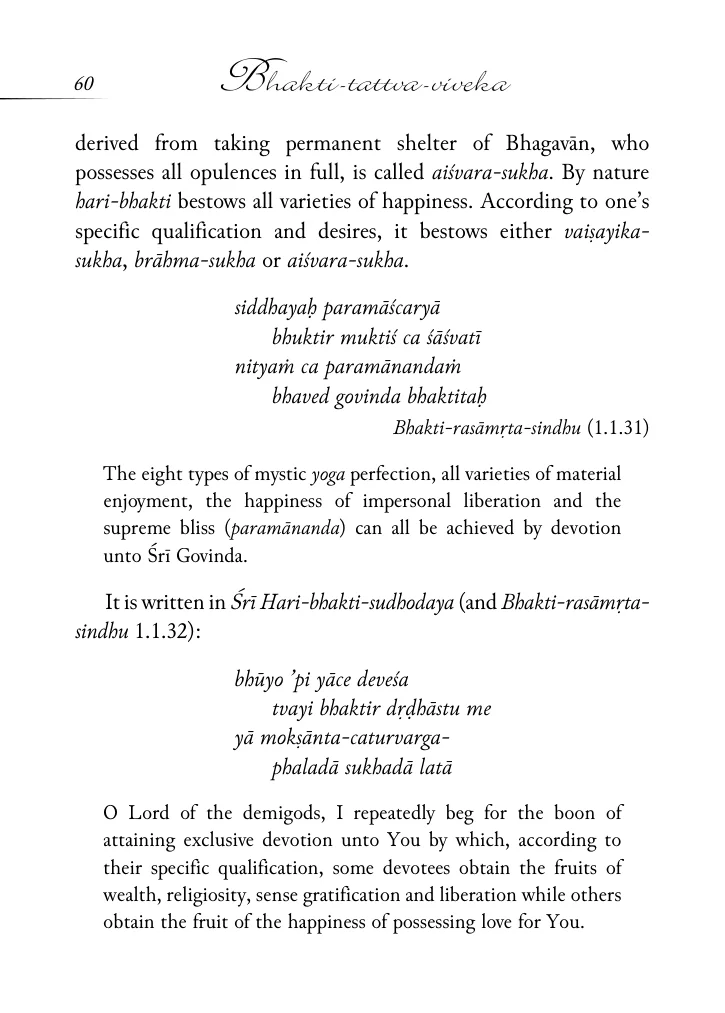 60
Bhakti-tattva-viveka
derived from taking permanent shelter of Bhagavān, who
possesses all opulences in full, is called aiśvara-sukha. By nature
hari-bhakti bestows all varieties of happiness. According to one’s
specific qualification and desires, it bestows either vaiṣayika-
sukha, brāhma-sukha or aiśvara-sukha.
siddhayaḥ paramāścaryā
bhuktir muktiś ca śāśvatī
nityaṁ ca paramānandaṁ
bhaved govinda bhaktitaḥ
Bhakti-rasāmṛta-sindhu (1.1.31)
The eight types of mystic yoga perfection, all varieties of material
enjoyment, the happiness of impersonal liberation and the
supreme bliss (paramānanda) can all be achieved by devotion
unto Śrī Govinda.
It is written in Śrī Hari-bhakti-sudhodaya (and Bhakti-rasāmṛta-
sindhu 1.1.32):
bhūyo ’pi yāce deveśa
tvayi bhaktir dṛḍhāstu me
yā mokṣānta-caturvarga-
phaladā sukhadā latā
O Lord of the demigods, I repeatedly beg for the boon of
attaining exclusive devotion unto You by which, according to
their specific qualification, some devotees obtain the fruits of
wealth, religiosity, sense gratification and liberation while others
obtain the fruit of the happiness of possessing love for You.